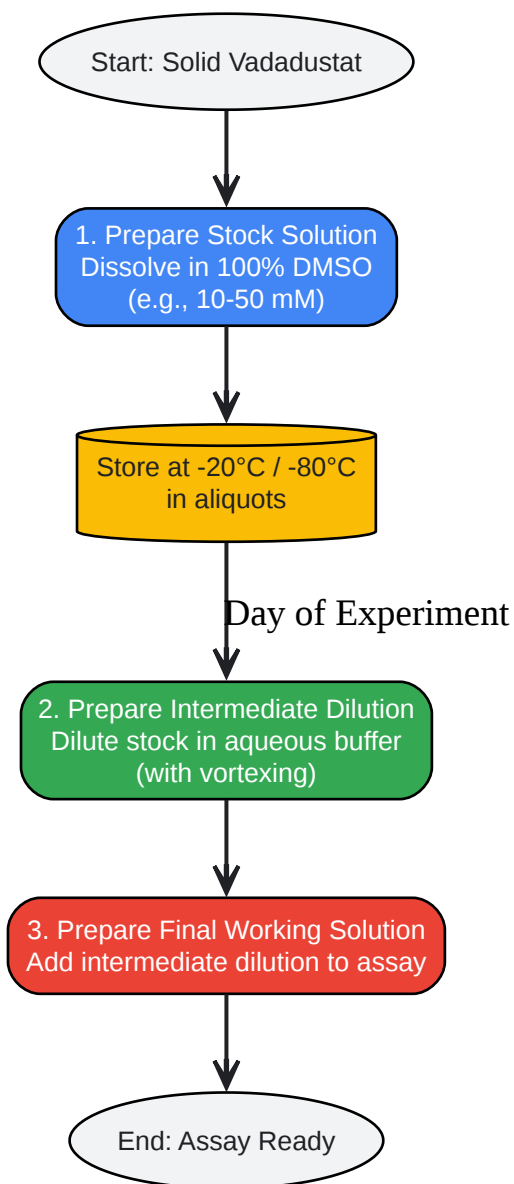 Start: Solid Vadadustat
1. Prepare Stock Solution
Dissolve in 100% DMSO
(e.g., 10-50 mM)
Store at -20°C / -80°C
in aliquots
Day of Experiment
2. Prepare Intermediate Dilution
Dilute stock in aqueous buffer
(with vortexing)
3. Prepare Final Working Solution
Add intermediate dilution to assay
End: Assay Ready